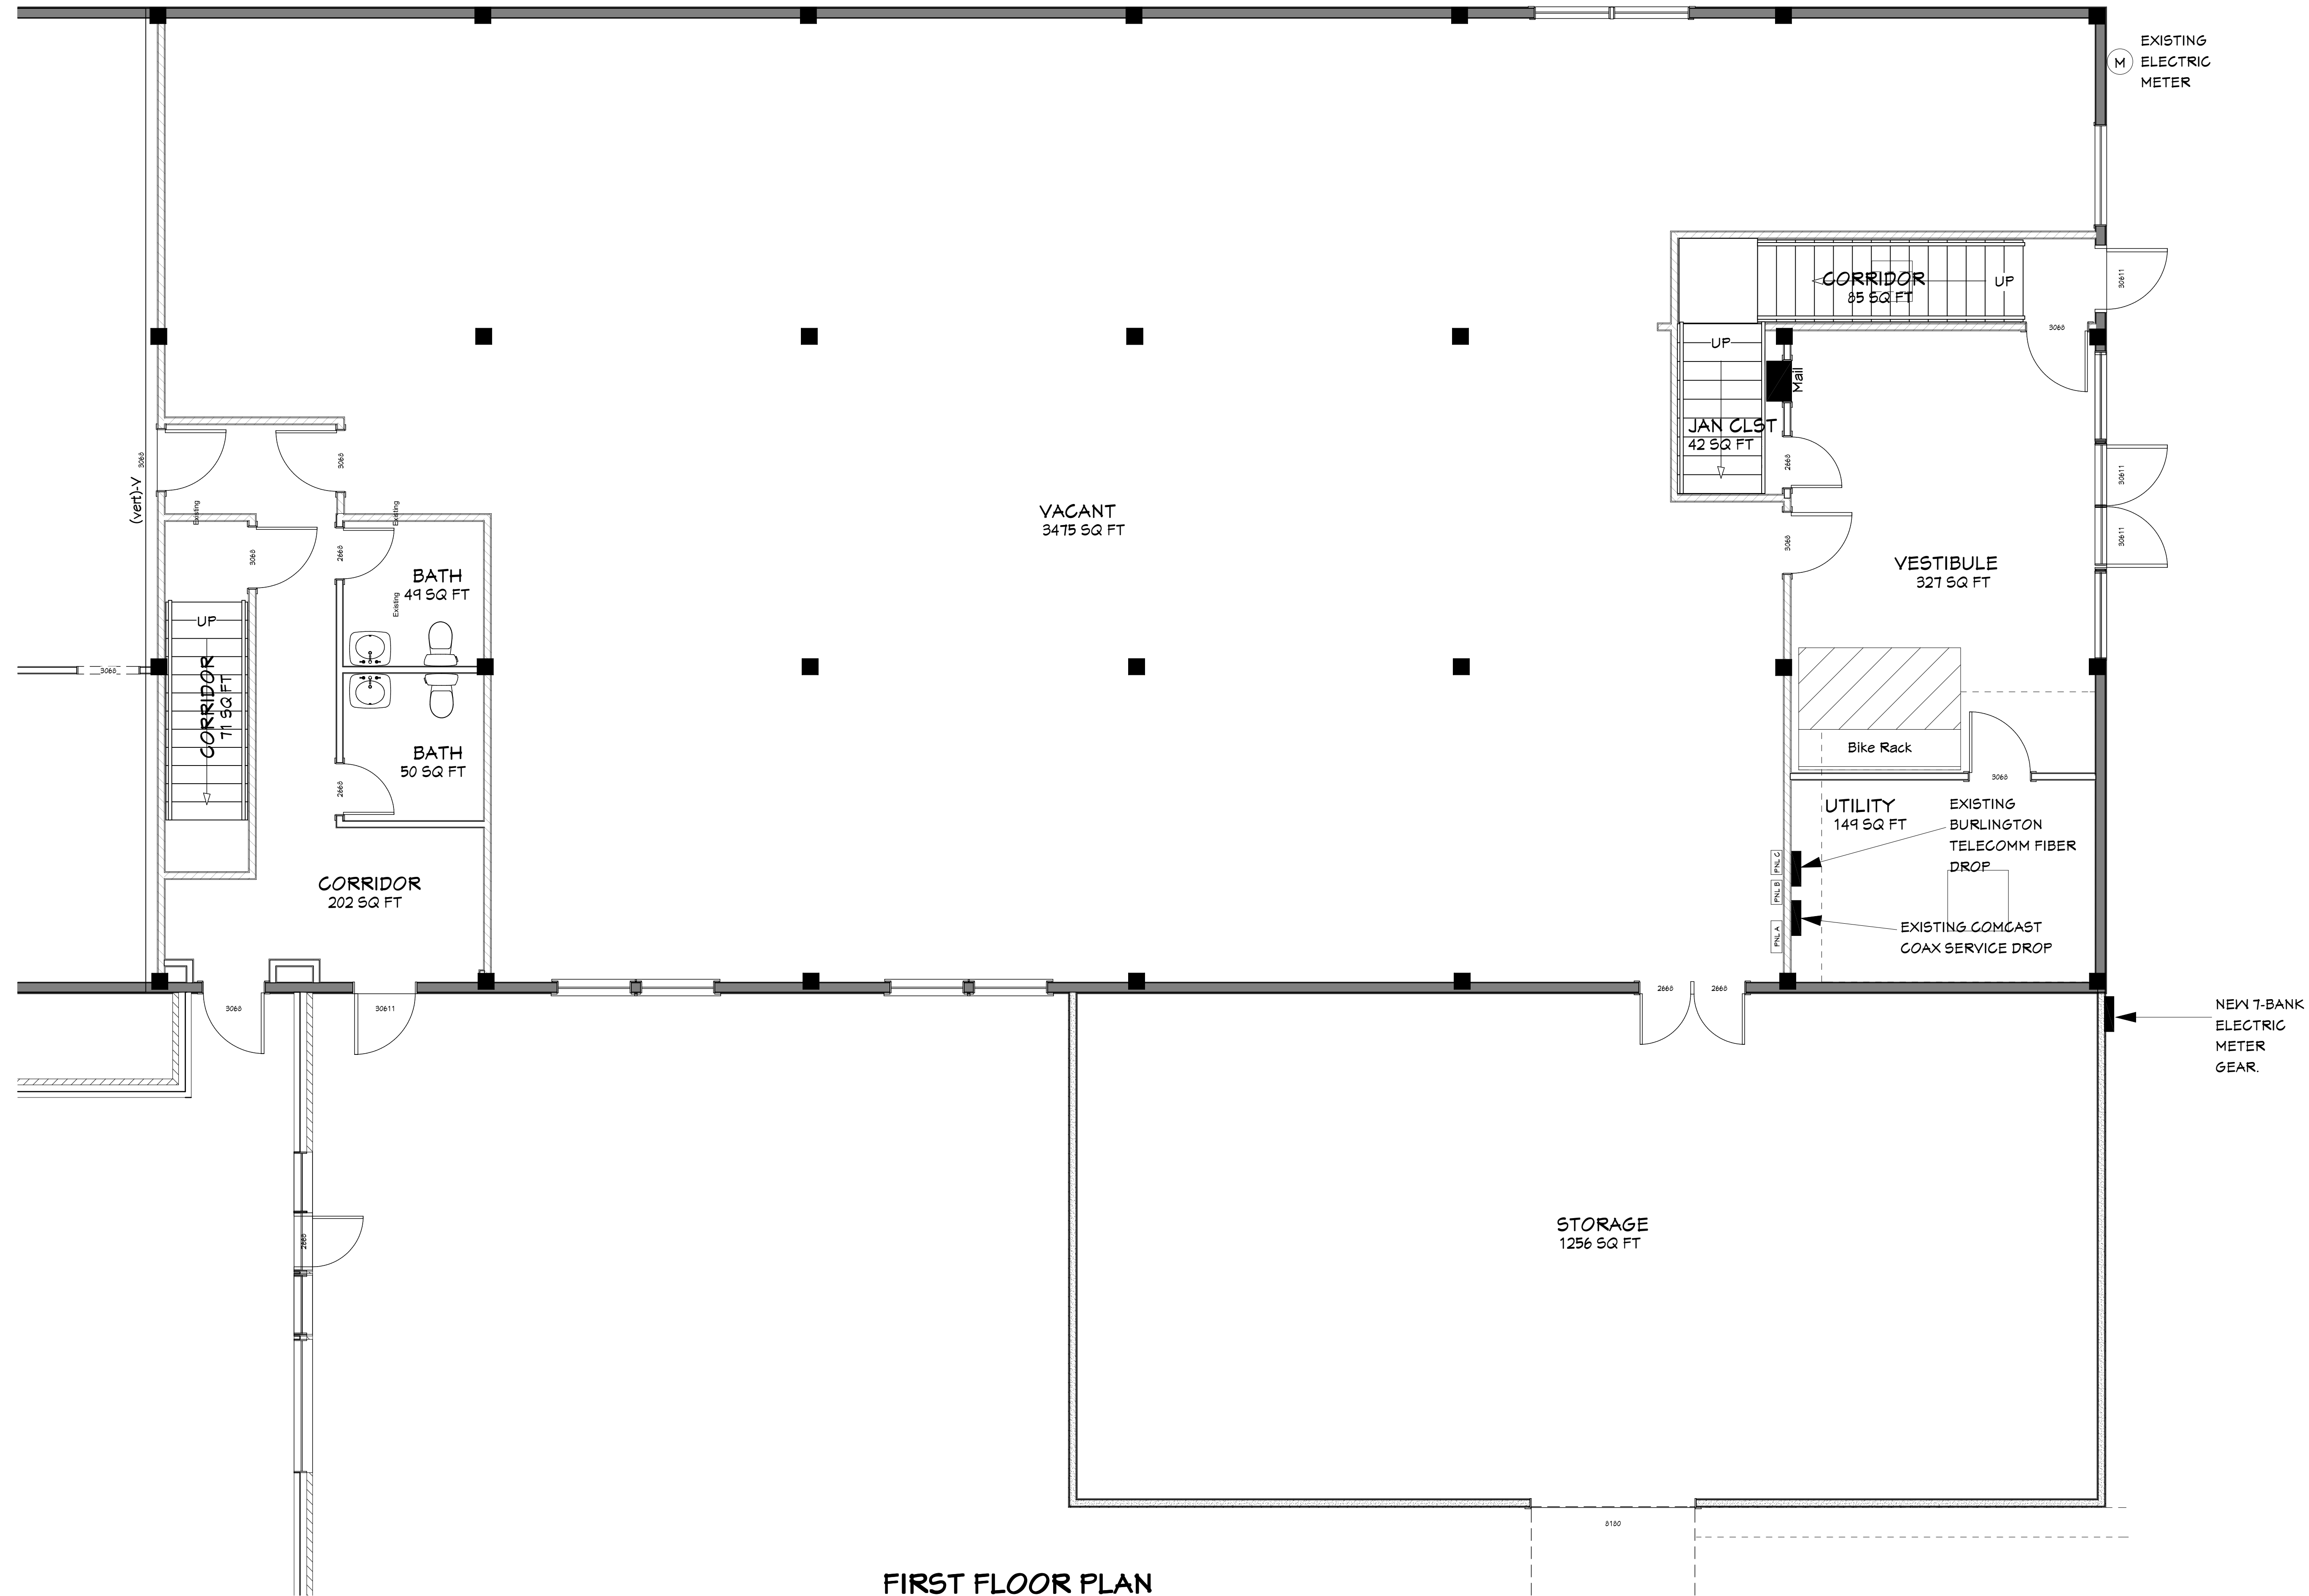 EXISTING
ELECTRIC
METER
M
CORRIDOR
85 SQ FT
UP
30611
3068
UP
Mail
JAN CLST
42 SQ FT
2668
3068
(vert)-V
3068
3068
Existing
Existing
3068
2668
30611
30611
VACANT
3475 SQ FT
VESTIBULE
327 SQ FT
BATH
49 SQ FT
Existing
UP
CORRIDOR
71 SQ FT
3068
BATH
50 SQ FT
2668
Bike Rack
3068
UTILITY
149 SQ FT
EXISTING
BURLINGTON
TELECOMM FIBER
DROP
PNL C
PNL B
PNL A
EXISTING COMCAST
COAX SERVICE DROP
CORRIDOR
202 SQ FT
3068
30611
2668
2668
NEW 7-BANK
ELECTRIC
METER
GEAR.
2668
STORAGE
1256 SQ FT
8180
FIRST FLOOR PLAN